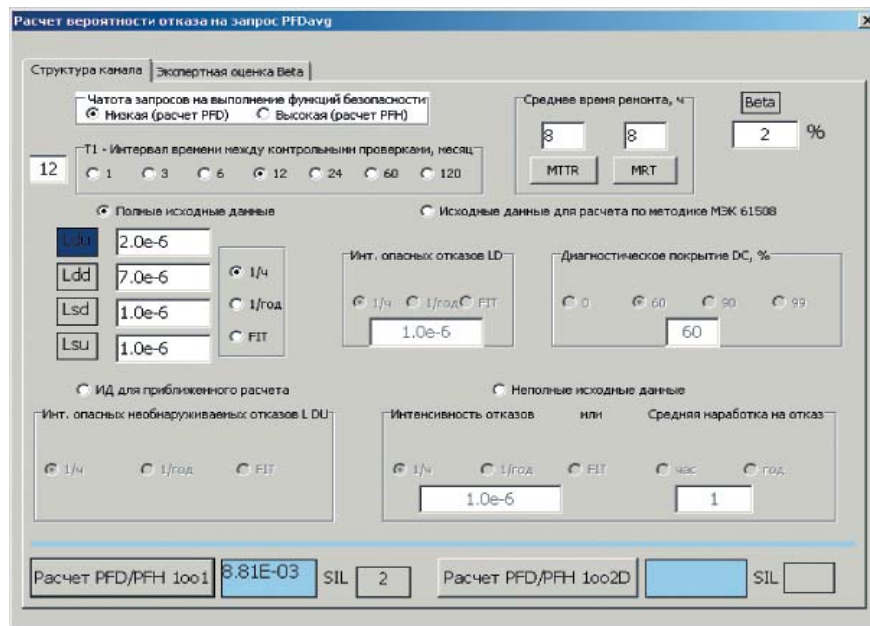 Расчет вероятности отказа на запрос PFDavg
Структура канала Экспертная оценка Beta
Чатота запросов на выполнение функций безопасности
Низкая (расчет PFD) Высокая (расчет PFH)
Среднее время ремонта, ч
8 8
MTTR MRT
Beta
2 %
12
T1 - Интервал времени между контрольными проверками, месяц
1 3 6 12 24 60 120
Полные исходные данные
Исходные данные для расчета по методике МЭК 61508
Ldu 2.0e-6
Ldd 7.0e-6
Lsd 1.0e-6
Lsu 1.0e-6
1/ч
1/год
FIT
Инт. опасных отказов LD
1/ч 1/год FIT
1.0e-6
Диагностическое покрытие DC, %
0 60 90 99
60
ИД для приближенного расчета
Неполные исходные данные
Инт. опасных необнаруживаемых отказов L DU
1/ч 1/год FIT
Интенсивность отказов или Средняя наработка на отказ
1/ч 1/год FIT час год
1.0e-6 1
Расчет PFD/PFH 1oo1 8.81E-03 SIL 2 Расчет PFD/PFH 1oo2D SIL